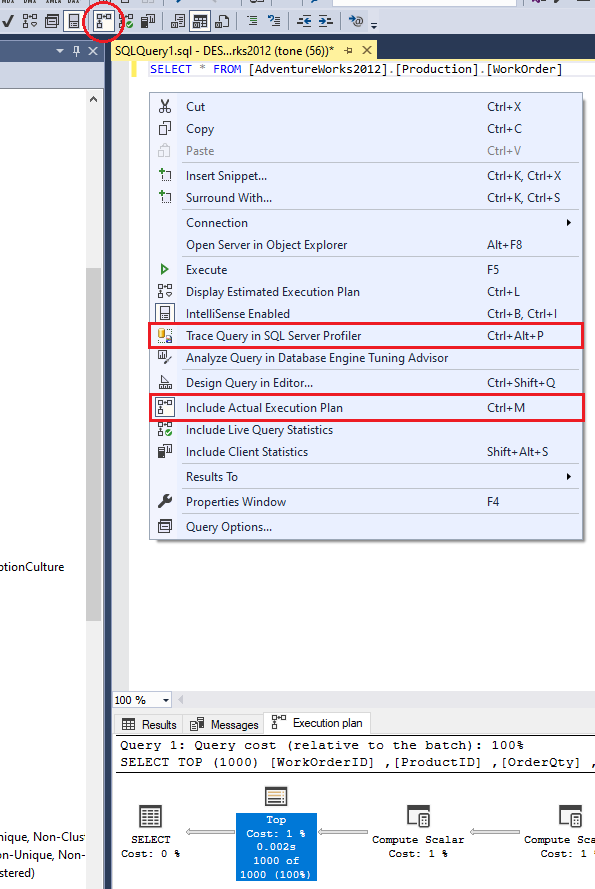 SQLQuery1.sql - DES...rks2012 (tone (56))*
SELECT * FROM [AdventureWorks2012].[Production].[WorkOrder]
Cut Ctrl+X
Copy Ctrl+C
Paste Ctrl+V
Insert Snippet... Ctrl+K, Ctrl+X
Surround With... Ctrl+K, Ctrl+S
Connection
Open Server in Object Explorer Alt+F8
Execute F5
Display Estimated Execution Plan Ctrl+L
IntelliSense Enabled Ctrl+B, Ctrl+I
Trace Query in SQL Server Profiler Ctrl+Alt+P
Analyze Query in Database Engine Tuning Advisor
Design Query in Editor... Ctrl+Shift+Q
Include Actual Execution Plan Ctrl+M
Include Live Query Statistics
Include Client Statistics Shift+Alt+S
Results To
Properties Window F4
Query Options...
ptionCulture
100 %
Results Messages Execution plan
Query 1: Query cost (relative to the batch): 100%
SELECT TOP (1000) [WorkOrderID] ,[ProductID] ,[OrderQty] ,
SELECT
Cost: 0 %
Top
Cost: 1 %
0.002s
1000 of
1000 (100%)
Compute Scalar
Cost: 1 %
Compute Sca
Cost: 1 %
nique, Non-Clus
on-Unique, Non-
stered)